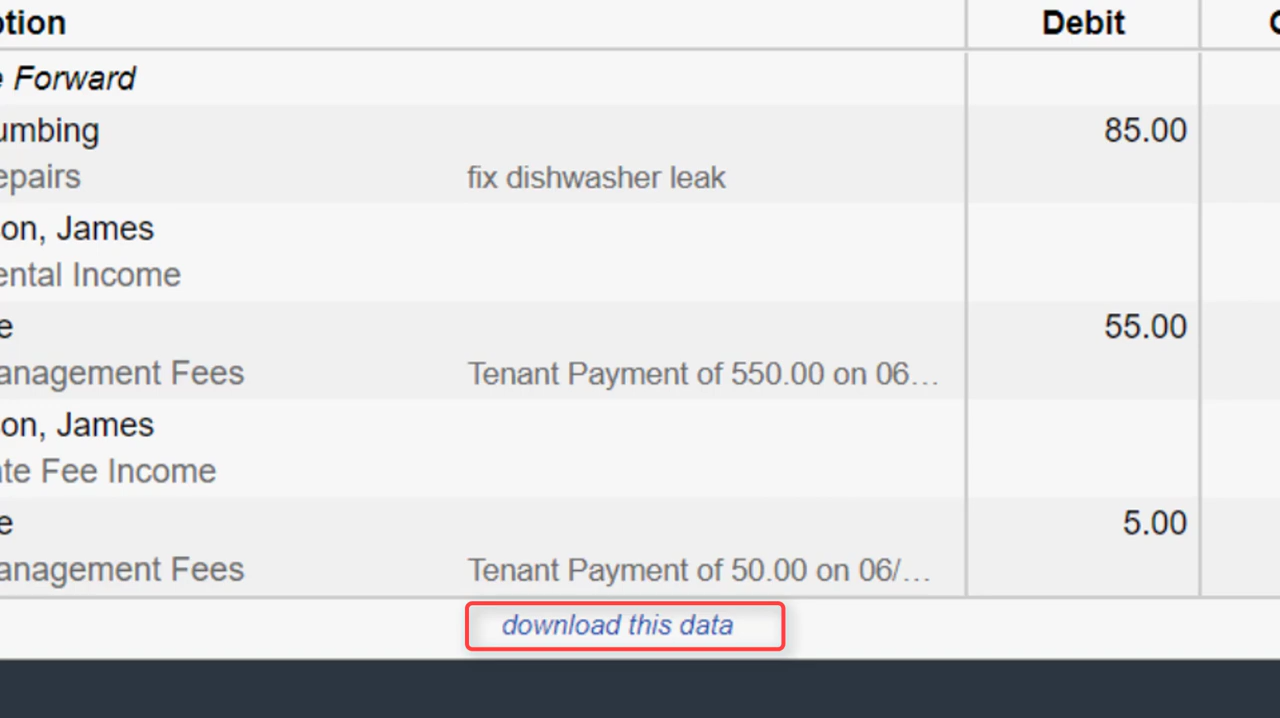 ption Debit C
e Forward
umbing 85.00
epairs fix dishwasher leak
on, James
ental Income
e 55.00
anagement Fees Tenant Payment of 550.00 on 06…
on, James
ate Fee Income
e 5.00
anagement Fees Tenant Payment of 50.00 on 06/…
download this data